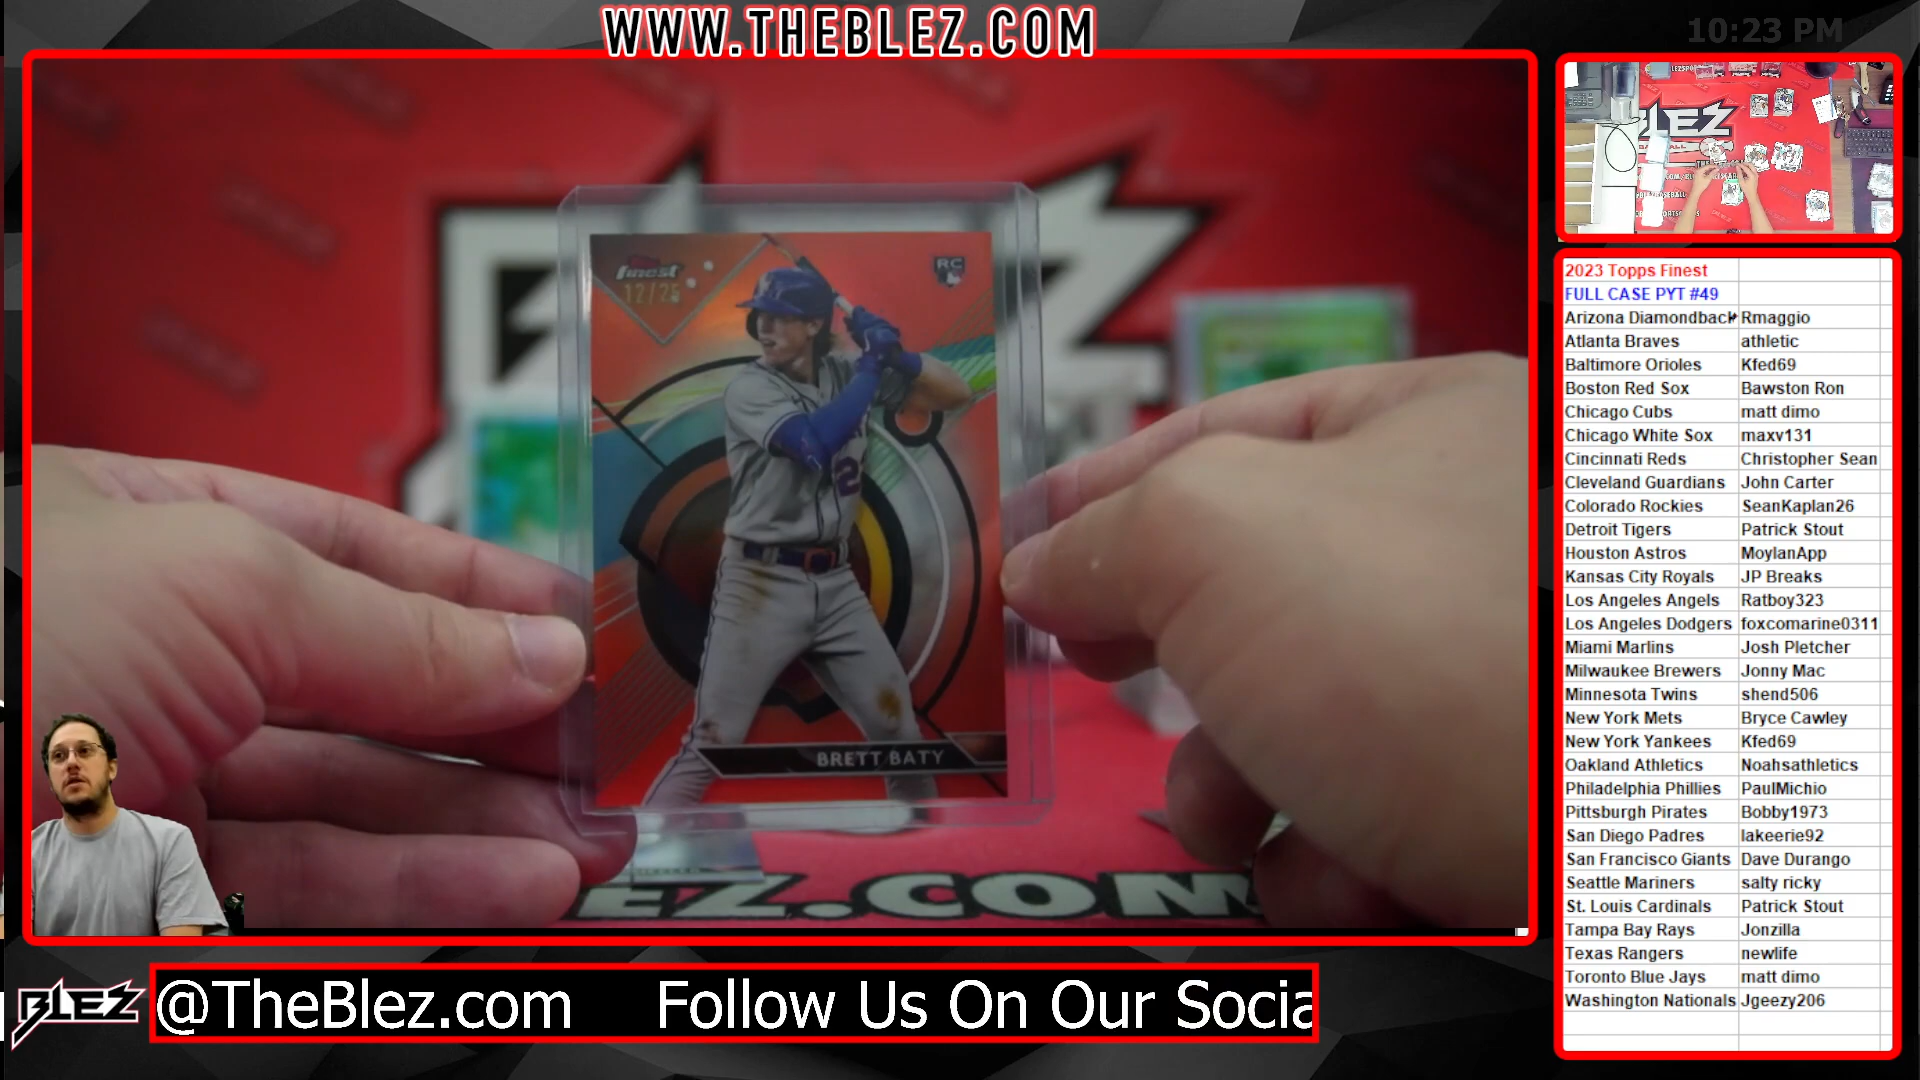 WWW.THEBLEZ.COM
10:23 PM
finest
12/25
RC
BRETT BATY
EZ.COM
BLEZ
@TheBlez.com Follow Us On Our Socia
LEZ
2023 Topps Finest
FULL CASE PYT #49
Arizona Diamondback Rmaggio
Atlanta Braves athletic
Baltimore Orioles Kfed69
Boston Red Sox Bawston Ron
Chicago Cubs matt dimo
Chicago White Sox maxv131
Cincinnati Reds Christopher Sean
Cleveland Guardians John Carter
Colorado Rockies SeanKaplan26
Detroit Tigers Patrick Stout
Houston Astros MoylanApp
Kansas City Royals JP Breaks
Los Angeles Angels Ratboy323
Los Angeles Dodgers foxcomarine0311
Miami Marlins Josh Pletcher
Milwaukee Brewers Jonny Mac
Minnesota Twins shend506
New York Mets Bryce Cawley
New York Yankees Kfed69
Oakland Athletics Noahsathletics
Philadelphia Phillies PaulMichio
Pittsburgh Pirates Bobby1973
San Diego Padres lakeerie92
San Francisco Giants Dave Durango
Seattle Mariners salty ricky
St. Louis Cardinals Patrick Stout
Tampa Bay Rays Jonzilla
Texas Rangers newlife
Toronto Blue Jays matt dimo
Washington Nationals Jgeezy206